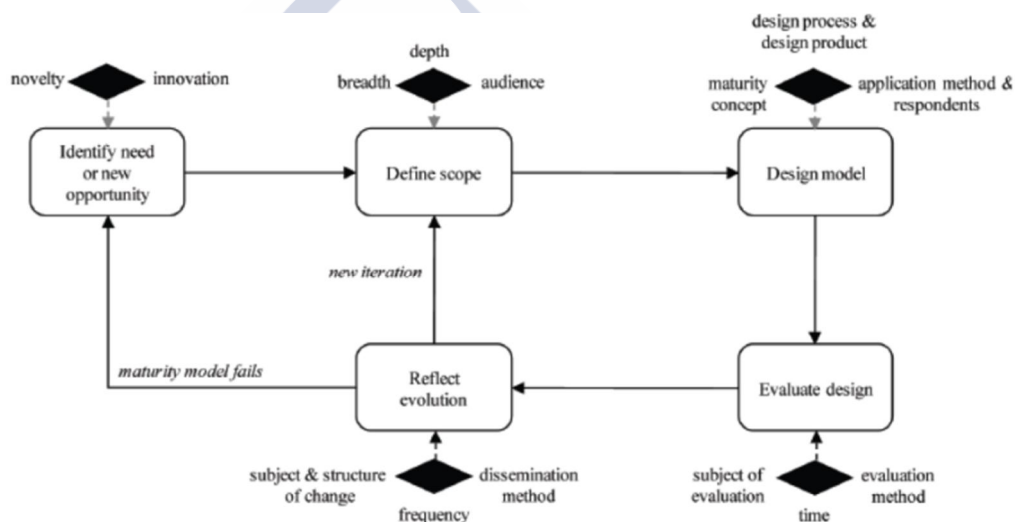 design process &
design product
depth
novelty
innovation
breadth
audience
maturity
concept
application method &
respondents
Identify need
or new
opportunity
Define scope
Design model
new iteration
maturity model fails
Reflect
evolution
Evaluate design
subject & structure
of change
dissemination
method
frequency
subject of
evaluation
evaluation
method
time